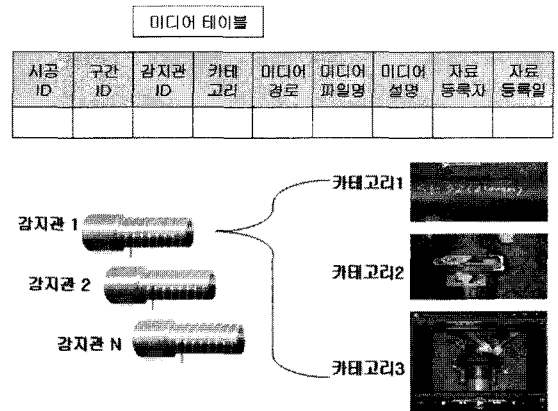 미디어 테이블
시공 ID
구간 ID
감지관 ID
카테고리
미디어 경로
미디어 파일명
미디어 설명
자료 등록자
자료 등록일
카테고리1
감지관 1
카테고리2
감지관 2
감지관 N
카테고리3